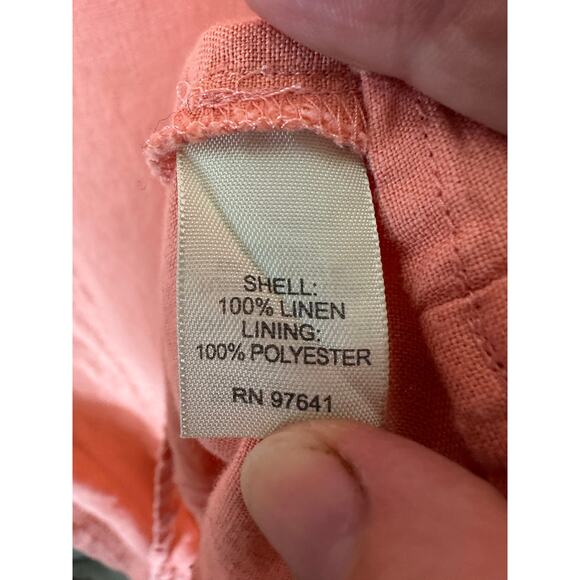 SHELL:
100% LINEN
LINING:
100% POLYESTER
RN 97641